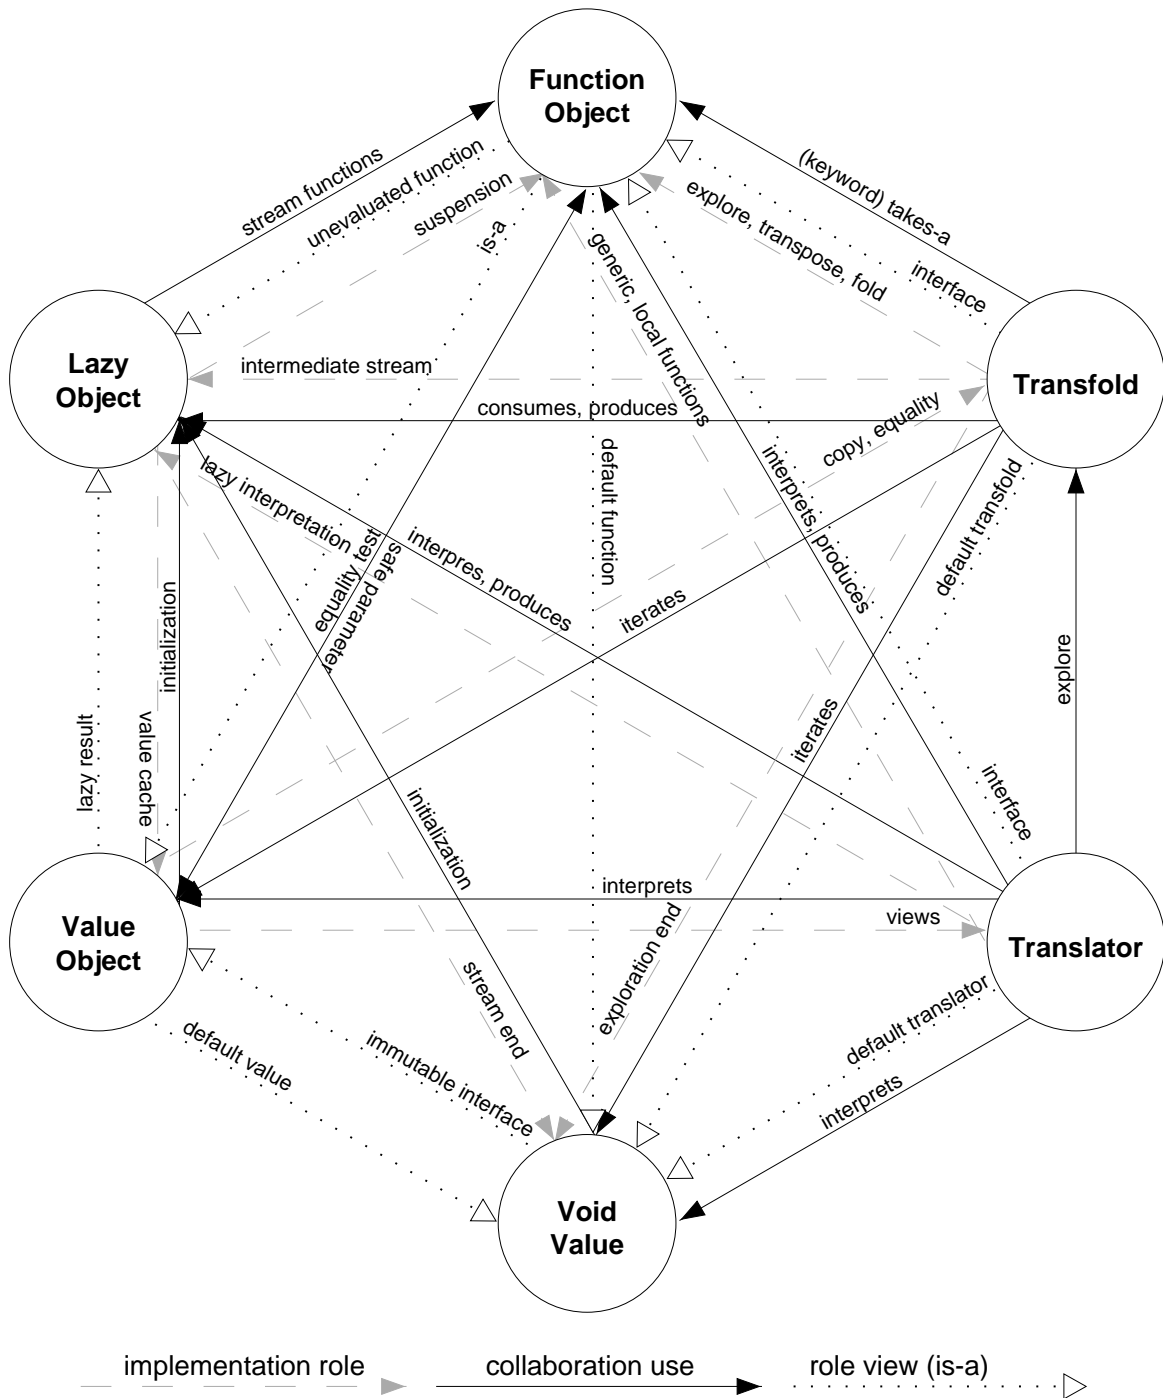 Function
Object
stream functions
unevaluated function
suspension
is-a
(keyword) takes-a
explore, transpose, fold
interface
generic, local functions
Lazy
Object
intermediate stream
Transfold
consumes, produces
copy, equality
lazy interpretation
default function
interprets, produces
default transfold
interpres, produces
equality test
safe parameter
iterates
initialization
explore
value cache
lazy result
initialization
iterates
interface
interprets
views
Value
Object
Translator
stream end
exploration end
default translator
default value
immutable interface
interprets
Void
Value
implementation role
collaboration use
role view (is-a)